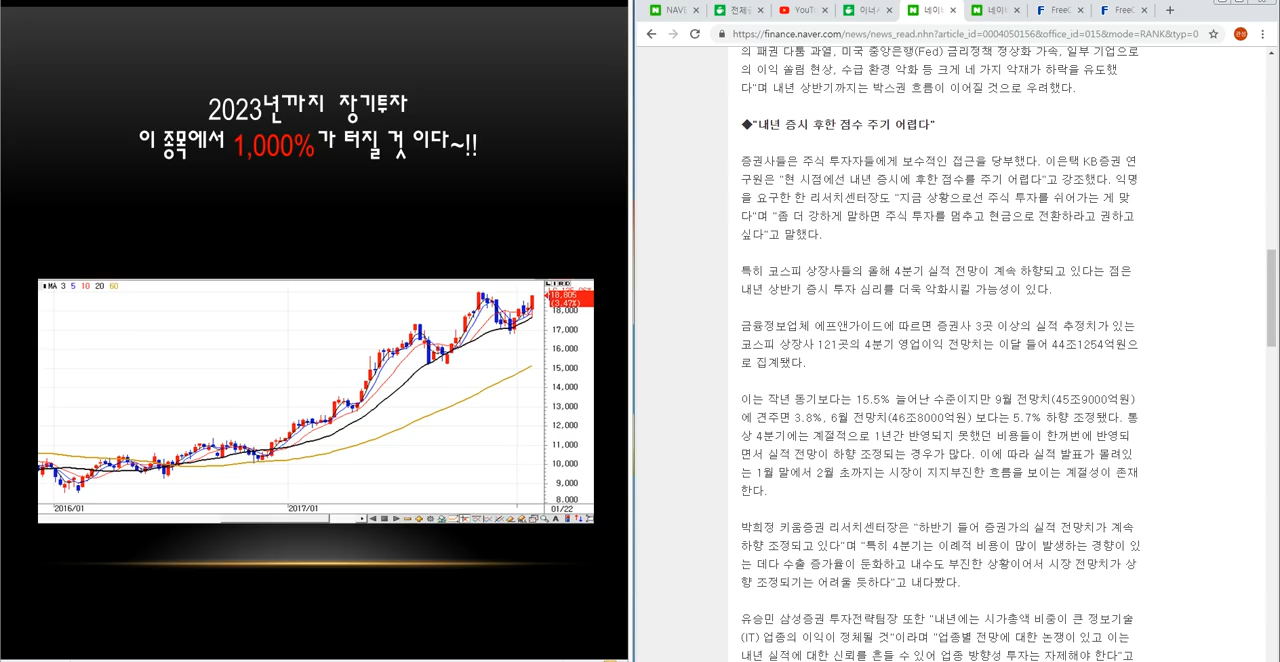 2023년까지 장기투자
이 종목에서 1,000%가 터질 것 이다~!!
MA 3 5 10 20 60
18,805
(3.47%)
18,000
17,000
16,000
15,000
14,000
13,000
12,000
11,000
10,000
9,000
8,000
2016/01
2017/01
01/22
NAVE
전체글
YouTu
이너스
네이버
네이버
FreeC
FreeC
https://finance.naver.com/news/news_read.nhn?article_id=0004050156&office_id=015&mode=RANK&typ=0
의 패권 다툼 과열, 미국 중앙은행(Fed) 금리정책 정상화 가속, 일부 기업으로
의 이익 쏠림 현상, 수급 환경 악화 등 크게 네 가지 악재가 하락을 유도했
다"며 내년 상반기까지는 박스권 흐름이 이어질 것으로 우려했다.
◆"내년 증시 후한 점수 주기 어렵다"
증권사들은 주식 투자자들에게 보수적인 접근을 당부했다. 이은택 KB증권 연
구원은 "현 시점에선 내년 증시에 후한 점수를 주기 어렵다"고 강조했다. 익명
을 요구한 한 리서치센터장도 "지금 상황으로선 주식 투자를 쉬어가는 게 맞
다"며 "좀 더 강하게 말하면 주식 투자를 멈추고 현금으로 전환하라고 권하고
싶다"고 말했다.
특히 코스피 상장사들의 올해 4분기 실적 전망이 계속 하향되고 있다는 점은
내년 상반기 증시 투자 심리를 더욱 악화시킬 가능성이 있다.
금융정보업체 에프앤가이드에 따르면 증권사 3곳 이상의 실적 추정치가 있는
코스피 상장사 121곳의 4분기 영업이익 전망치는 이달 들어 44조1254억원으
로 집계됐다.
이는 작년 동기보다는 15.5% 늘어난 수준이지만 9월 전망치(45조9000억원)
에 견주면 3.8%, 6월 전망치(46조8000억원) 보다는 5.7% 하향 조정됐다. 통
상 4분기에는 계절적으로 1년간 반영되지 못했던 비용들이 한꺼번에 반영되
면서 실적 전망이 하향 조정되는 경우가 많다. 이에 따라 실적 발표가 몰려있
는 1월 말에서 2월 초까지는 시장이 지지부진한 흐름을 보이는 계절성이 존재
한다.
박희정 키움증권 리서치센터장은 "하반기 들어 증권가의 실적 전망치가 계속
하향 조정되고 있다"며 "특히 4분기는 이례적 비용이 많이 발생하는 경향이 있
는 데다 수출 증가율이 둔화하고 내수도 부진한 상황이어서 시장 전망치가 상
향 조정되기는 어려울 듯하다"고 내다봤다.
유승민 삼성증권 투자전략팀장 또한 "내년에는 시가총액 비중이 큰 정보기술
(IT) 업종의 이익이 정체될 것"이라며 "업종별 전망에 대한 논쟁이 있고 이는
내년 실적에 대한 신뢰를 흔들 수 있어 업종 방향성 투자는 자제해야 한다"고